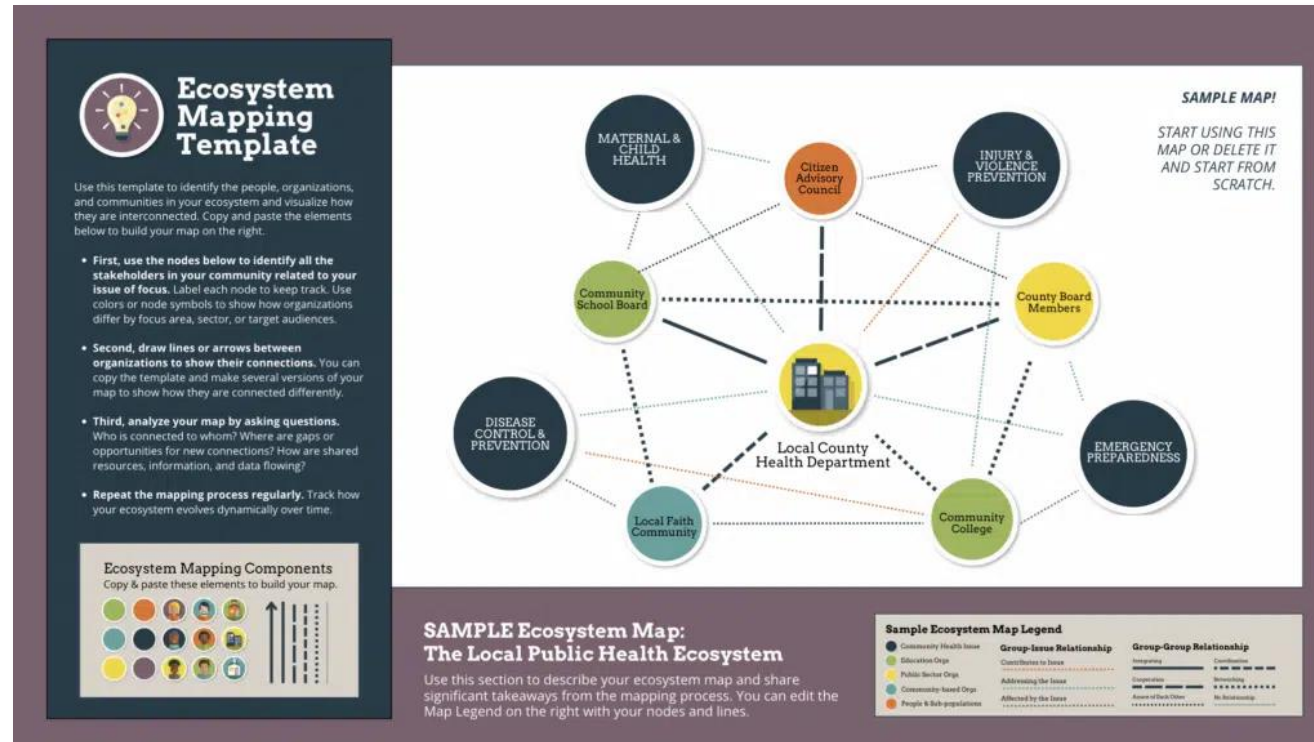 Ecosystem
Mapping
Template
Use this template to identify the people, organizations,
and communities in your ecosystem and visualize how
they are interconnected. Copy and paste the elements
below to build your map on the right.
• First, use the nodes below to identify all the
stakeholders in your community related to your
issue of focus. Label each node to keep track. Use
colors or node symbols to show how organizations
differ by focus area, sector, or target audiences.
• Second, draw lines or arrows between
organizations to show their connections. You can
copy the template and make several versions of your
map to show how they are connected differently.
• Third, analyze your map by asking questions.
Who is connected to whom? Where are gaps or
opportunities for new connections? How are shared
resources, information, and data flowing?
• Repeat the mapping process regularly. Track how
your ecosystem evolves dynamically over time.
Ecosystem Mapping Components
Copy & paste these elements to build your map.
SAMPLE MAP!
START USING THIS
MAP OR DELETE IT
AND START FROM
SCRATCH.
MATERNAL &
CHILD
HEALTH
Citizen
Advisory
Council
INJURY &
VIOLENCE
PREVENTION
Community
School Board
County Board
Members
DISEASE
CONTROL &
PREVENTION
Local County
Health Department
EMERGENCY
PREPAREDNESS
Local Faith
Community
Community
College
SAMPLE Ecosystem Map:
The Local Public Health Ecosystem
Use this section to describe your ecosystem map and share
significant takeaways from the mapping process. You can edit the
Map Legend on the right with your nodes and lines.
Sample Ecosystem Map Legend
Community Health Issue
Education Orgs
Public Sector Orgs
Community-based Orgs
People & Sub-populations
Group-Issue Relationship
Contributes to Issue
Addressing the Issue
Affected by the Issue
Group-Group Relationship
Integrating
Coordination
Cooperation
Networking
Aware of Each Other
No Relationship